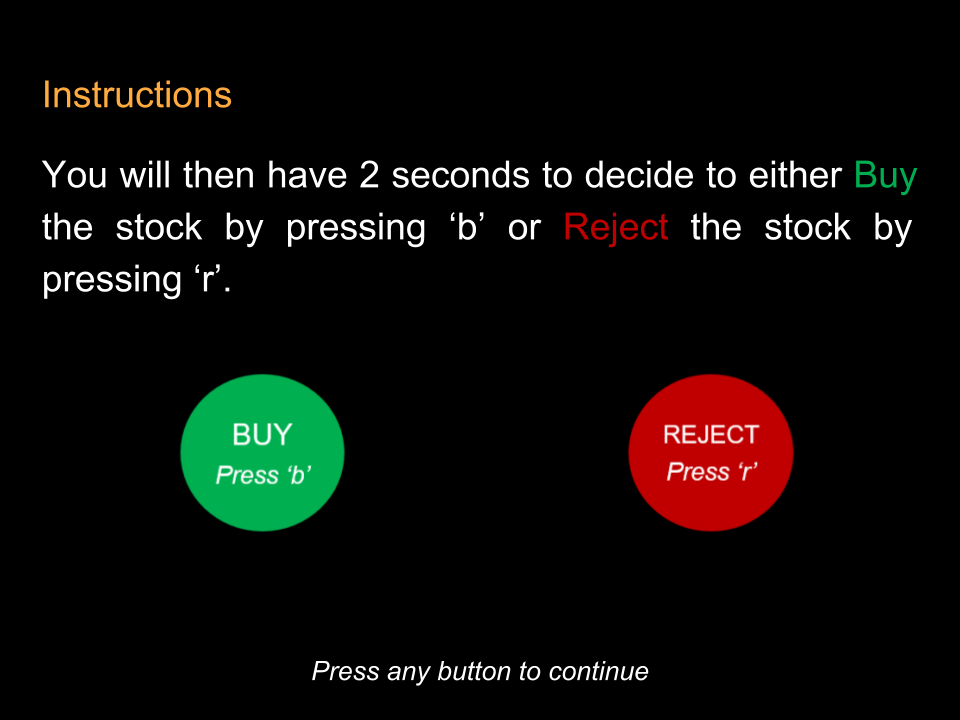 Instructions
You will then have 2 seconds to decide to either Buy
the stock by pressing ‘b’ or Reject the stock by
pressing ‘r’.
BUY
Press ‘b’
REJECT
Press ‘r’
Press any button to continue